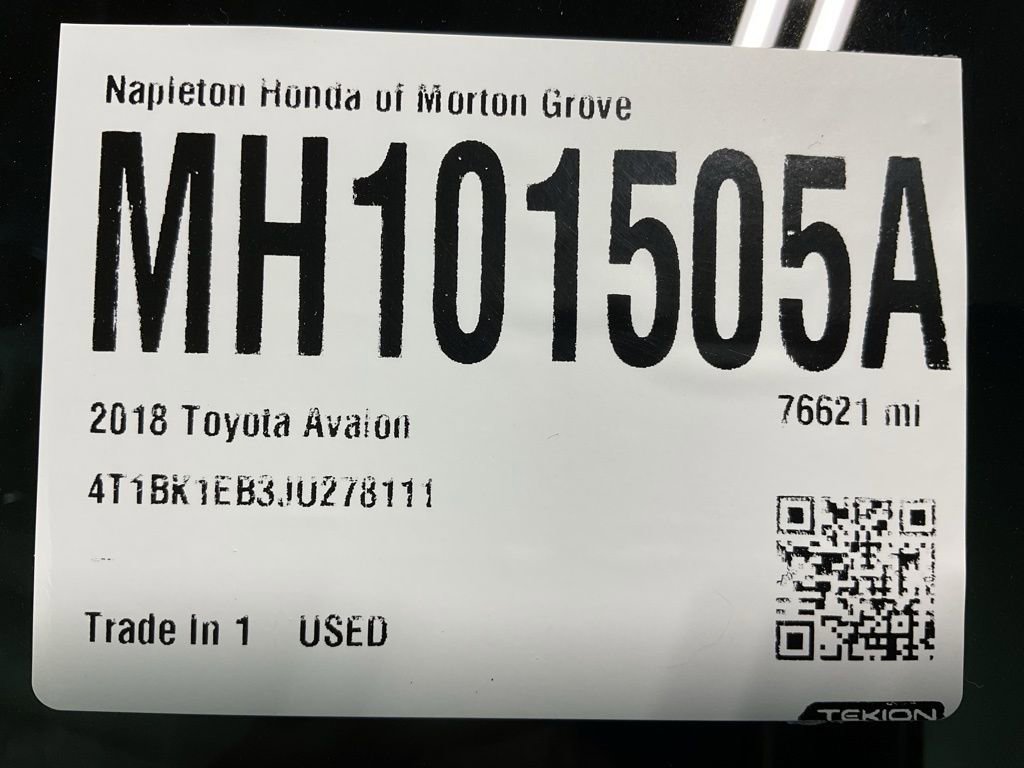 Napleton Honda of Morton Grove
MH101505A
2018 Toyota Avalon
76621 mi
4T1BK1EB3JU278111
Trade In 1 USED
TEKION